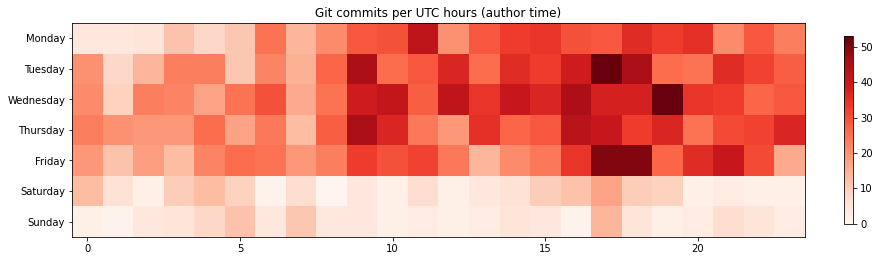 Git commits per UTC hours (author time)
Monday
Tuesday
Wednesday
Thursday
Friday
Saturday
Sunday
0 5 10 15 20
50
40
30
20
10
0